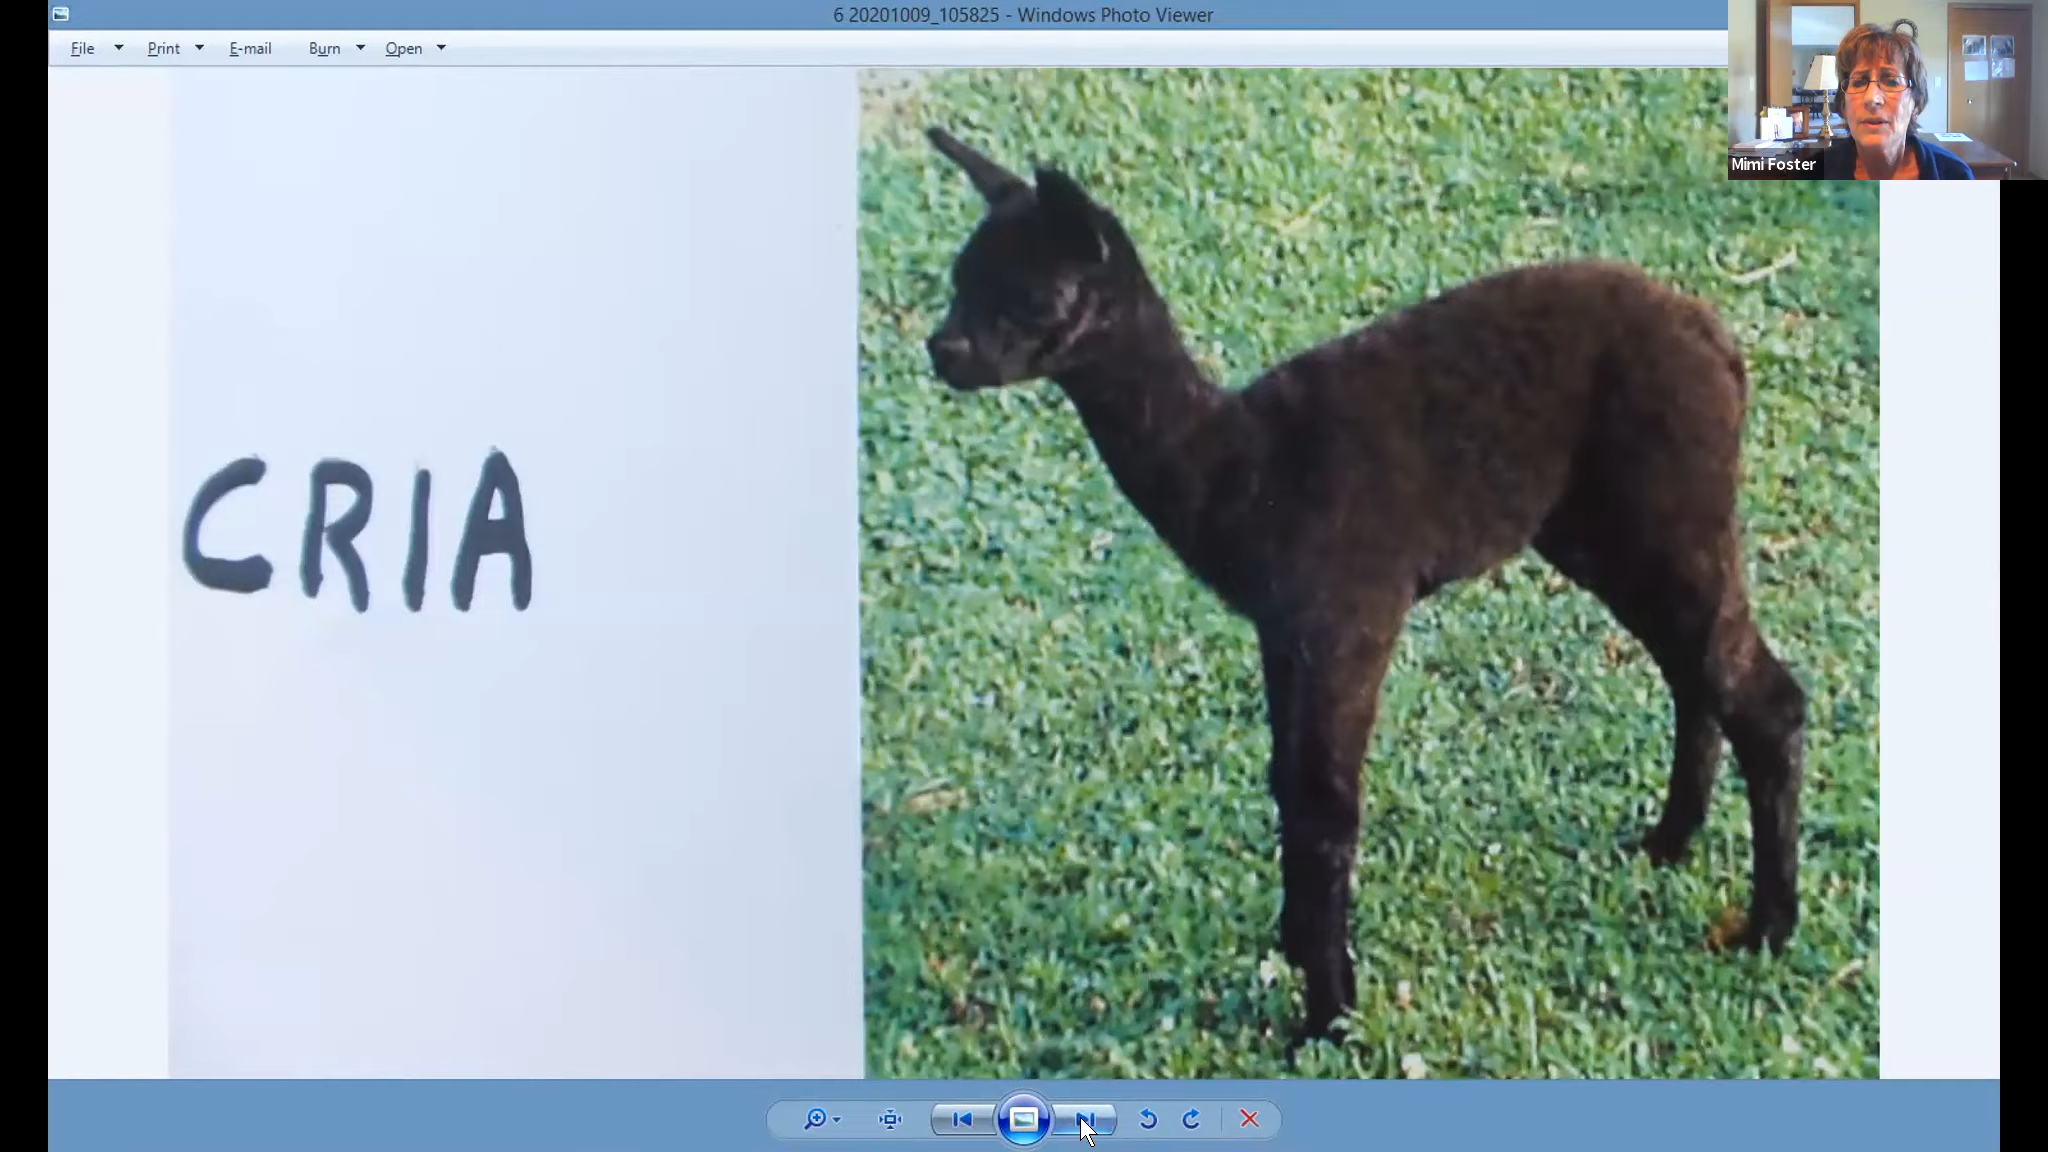 6 20201009_105825 - Windows Photo Viewer
File Print E-mail Burn Open
Mimi Foster
CRIA